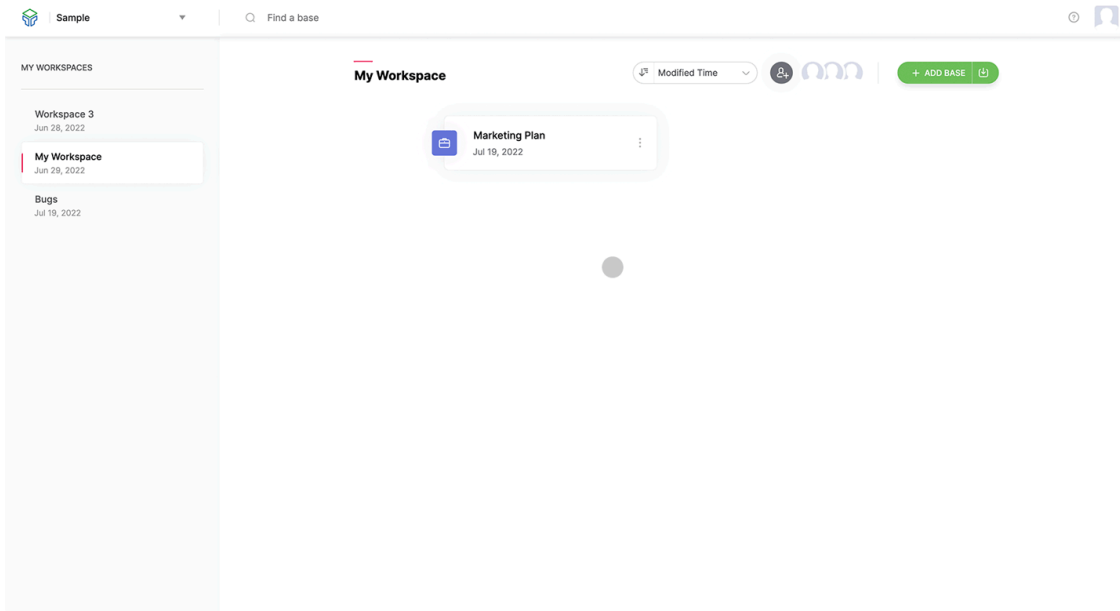 Sample
Find a base
MY WORKSPACES
Workspace 3
Jun 28, 2022
My Workspace
Jun 29, 2022
Bugs
Jul 19, 2022
My Workspace
Modified Time
+ ADD BASE
Marketing Plan
Jul 19, 2022